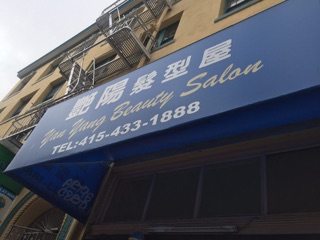 艷陽髮型屋
Yan Yang Beauty Salon
TEL:415-433-1888